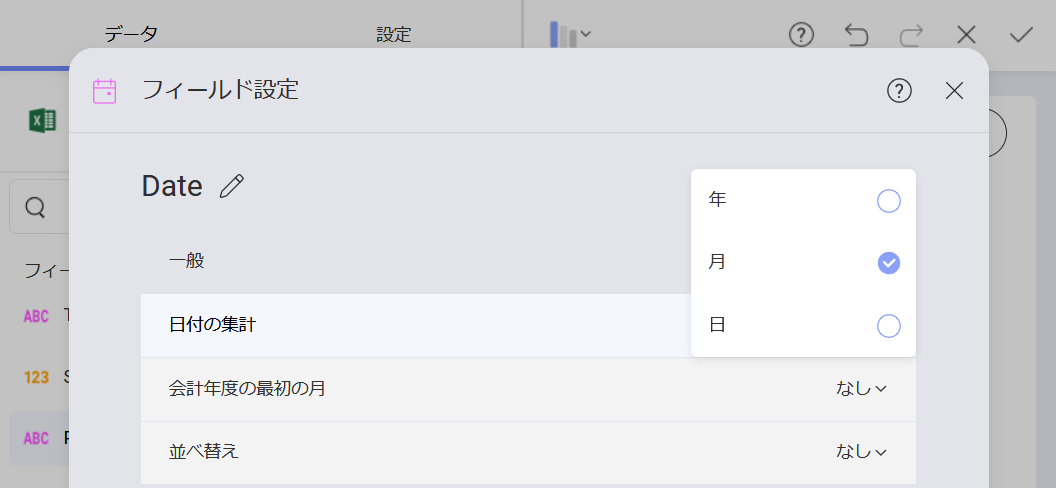 データ
設定
フィールド設定
Date
年
一般
月
日付の集計
日
会計年度の最初の月
なし
並べ替え
なし
フィー
ABC
123
ABC